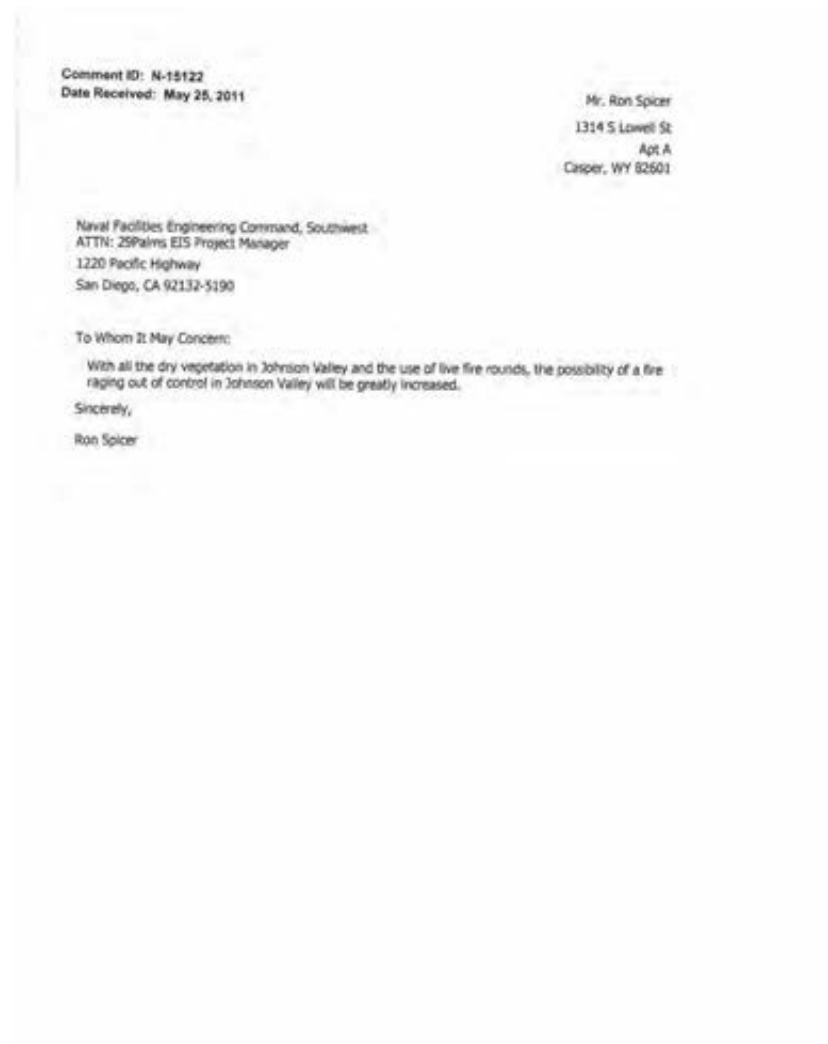 Comment ID: N-15122
Date Received: May 25, 2011
Mr. Ron Spicer
1314 S Lowell St
Apt A
Casper, WY 82601
Naval Facilities Engineering Command, Southwest
ATTN: 29Palms EIS Project Manager
1220 Pacific Highway
San Diego, CA 92132-5190
To Whom It May Concern:
With all the dry vegetation in Johnson Valley and the use of live fire rounds, the possibility of a fire
raging out of control in Johnson Valley will be greatly increased.
Sincerely,
Ron Spicer